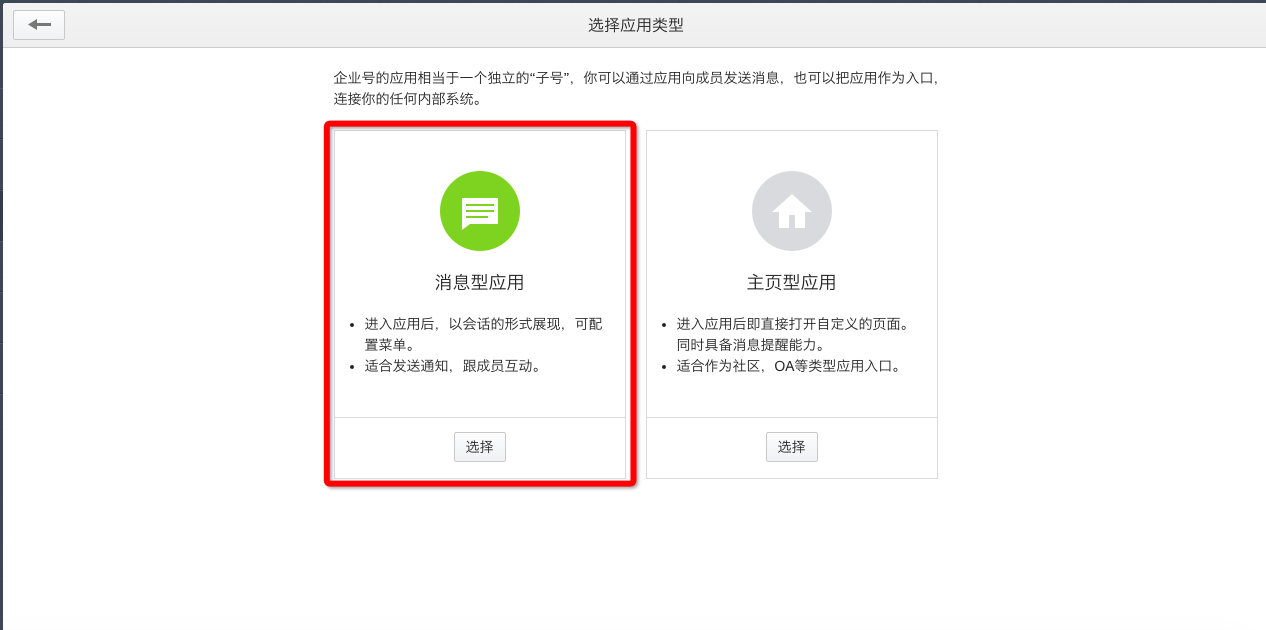 选择应用类型
企业号的应用相当于一个独立的“子号”，你可以通过应用向成员发送消息，也可以把应用作为入口，
连接你的任何内部系统。
消息型应用
进入应用后，以会话的形式展现，可配
置菜单。
适合发送通知，跟成员互动。
选择
主页型应用
进入应用后即直接打开自定义的页面。
同时具备消息提醒能力。
适合作为社区，OA等类型应用入口。
选择